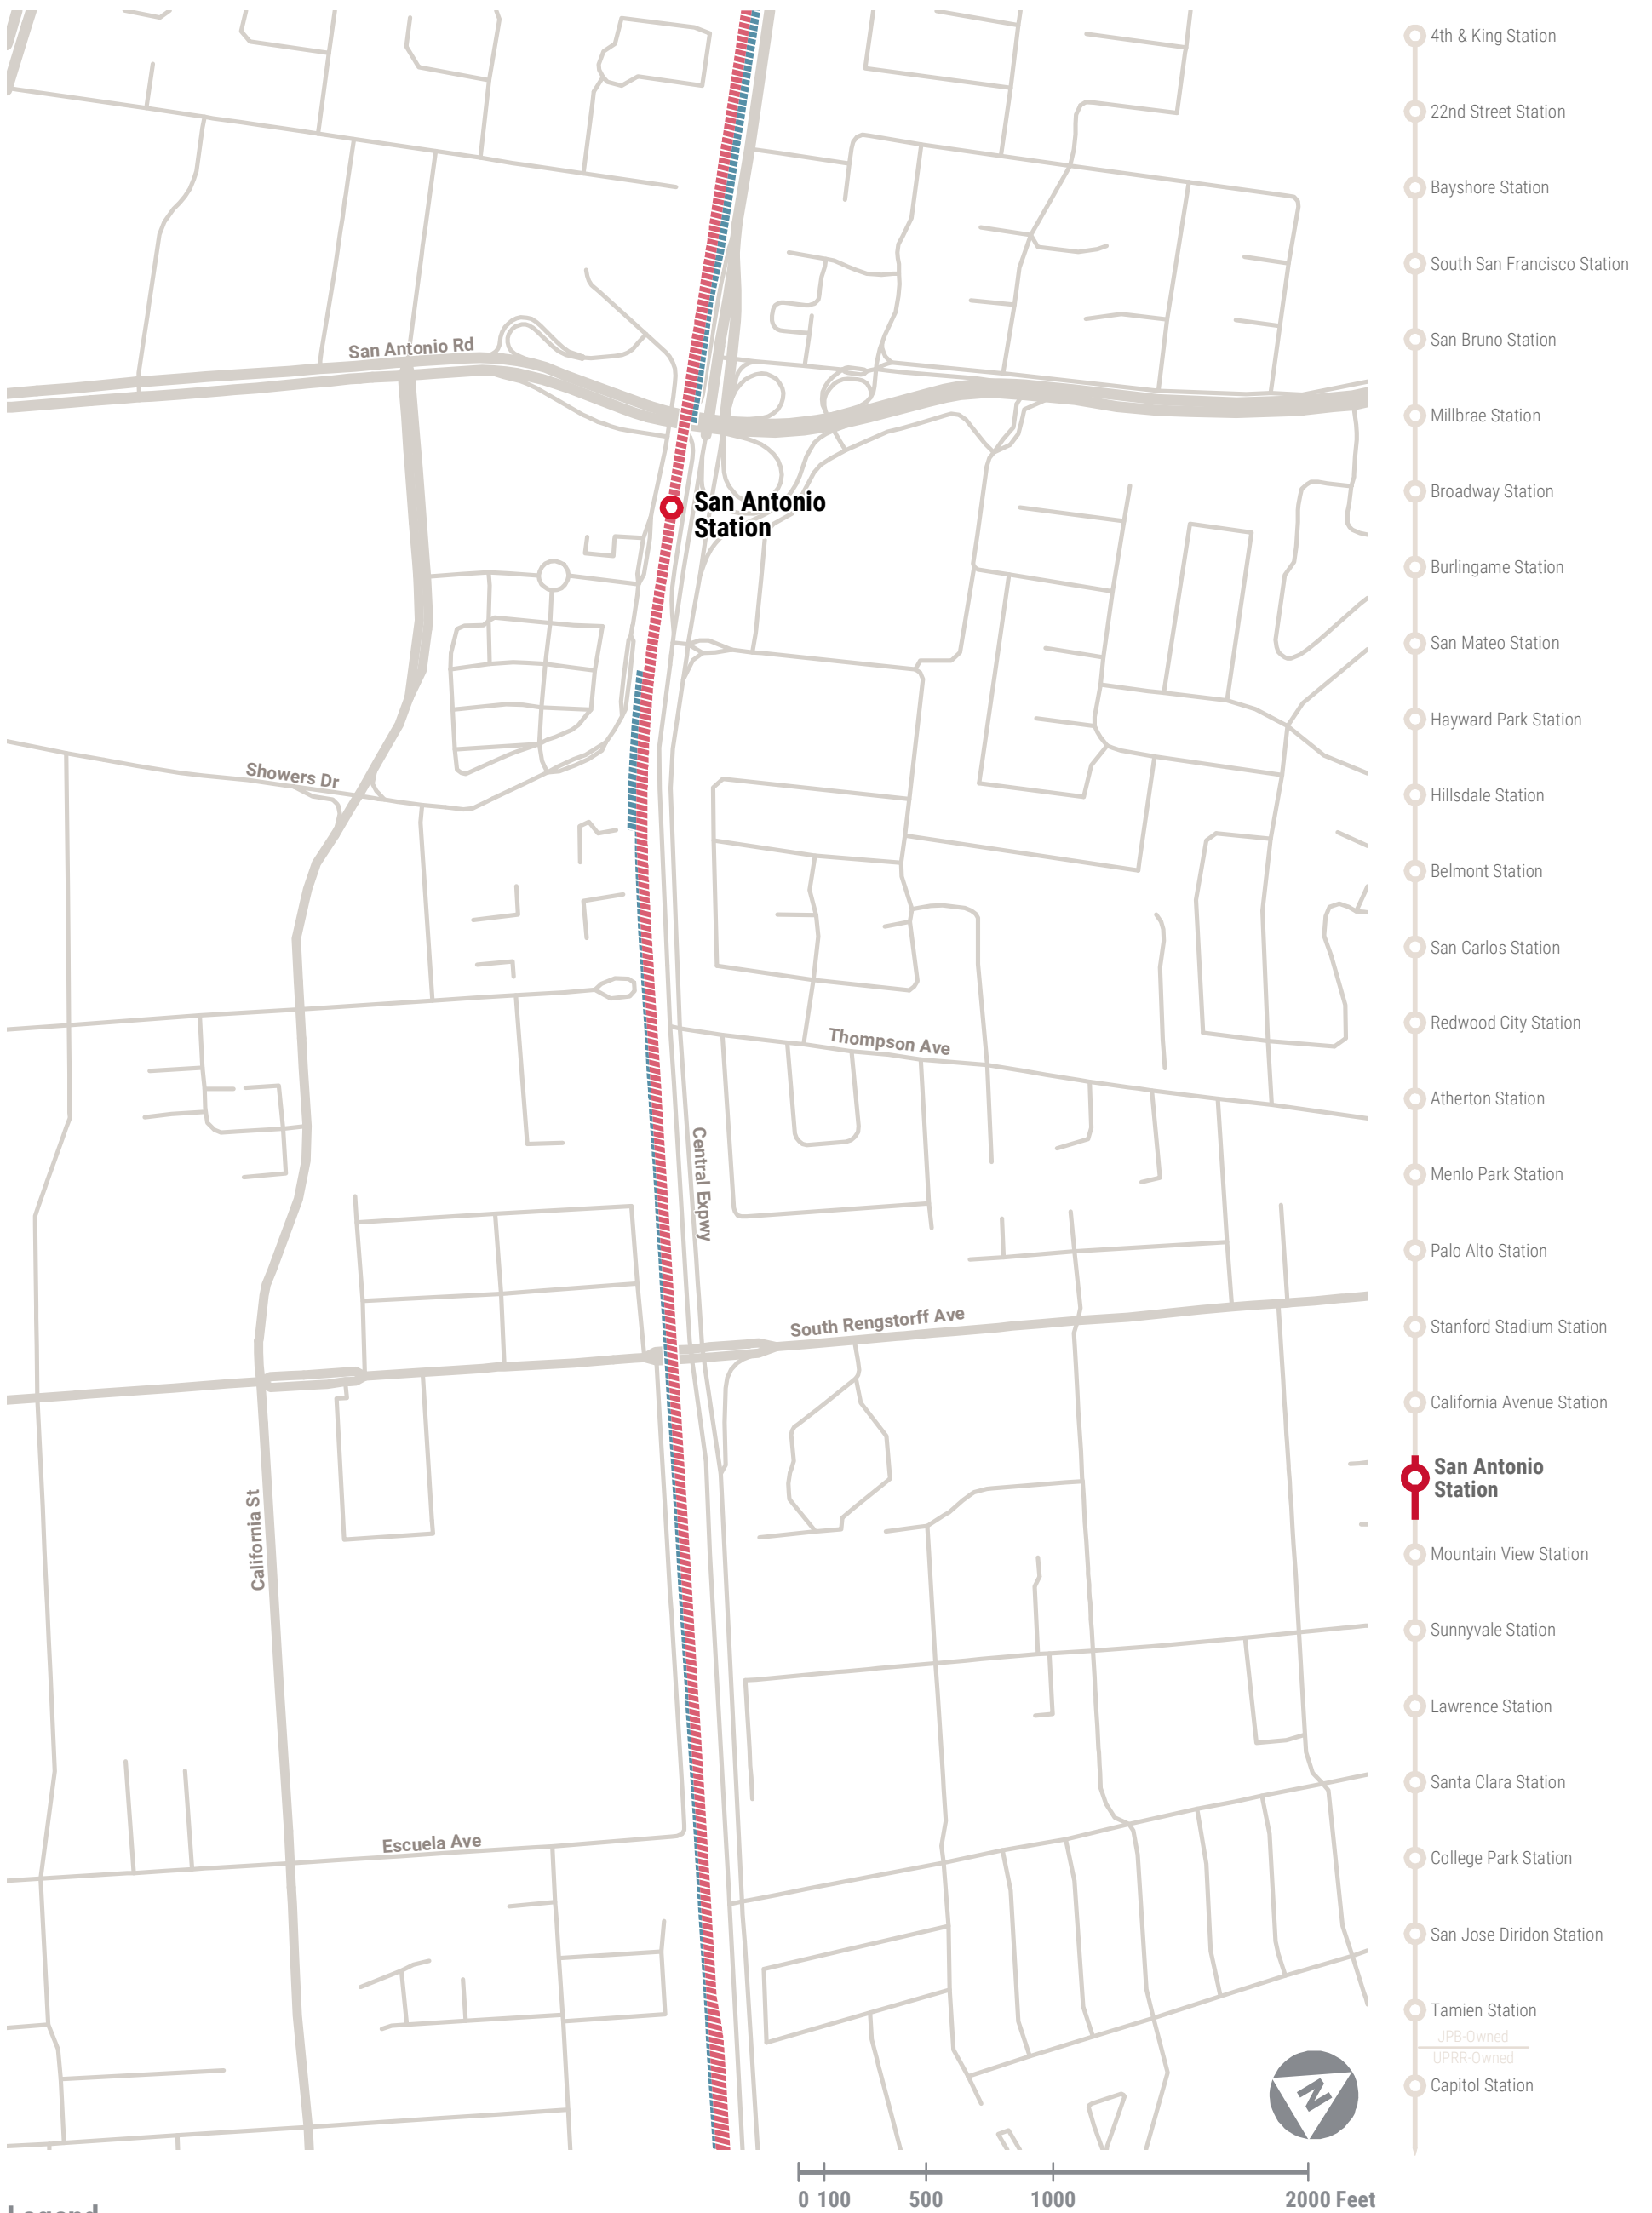 San Antonio Rd
San Antonio
Station
Showers Dr
Thompson Ave
Central Expwy
South Rengstorff Ave
California St
Escuela Ave
N
0 100 500 1000 2000 Feet
Legend
4th & King Station
22nd Street Station
Bayshore Station
South San Francisco Station
San Bruno Station
Millbrae Station
Broadway Station
Burlingame Station
San Mateo Station
Hayward Park Station
Hillsdale Station
Belmont Station
San Carlos Station
Redwood City Station
Atherton Station
Menlo Park Station
Palo Alto Station
Stanford Stadium Station
California Avenue Station
San Antonio
Station
Mountain View Station
Sunnyvale Station
Lawrence Station
Santa Clara Station
College Park Station
San Jose Diridon Station
Tamien Station
JPB-Owned
UPRR-Owned
Capitol Station